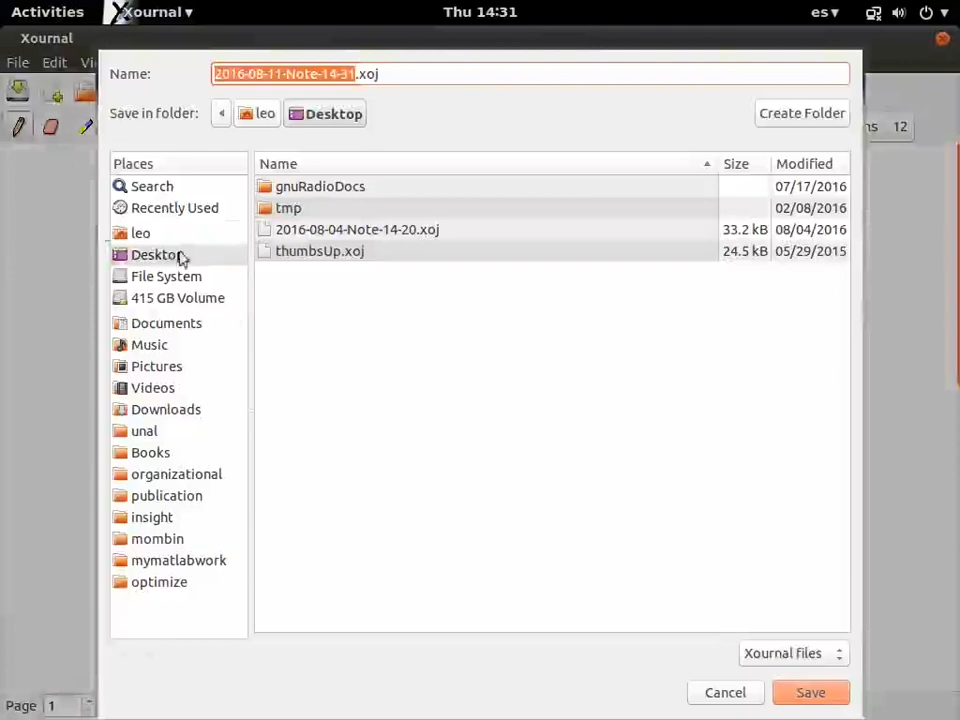 Activities Xournal ▾ Thu 14:31 es ▾
Xournal
File Edit Vi
Name: 2016-08-11-Note-14-31.xoj
Save in folder: leo Desktop Create Folder
12
Places Name Size Modified
Search gnuRadioDocs 07/17/2016
Recently Used tmp 02/08/2016
leo 2016-08-04-Note-14-20.xoj 33.2 kB 08/04/2016
Desktop thumbsUp.xoj 24.5 kB 05/29/2015
File System
415 GB Volume
Documents
Music
Pictures
Videos
Downloads
unal
Books
organizational
publication
insight
mombin
mymatlabwork
optimize
Xournal files
Page 1 Cancel Save